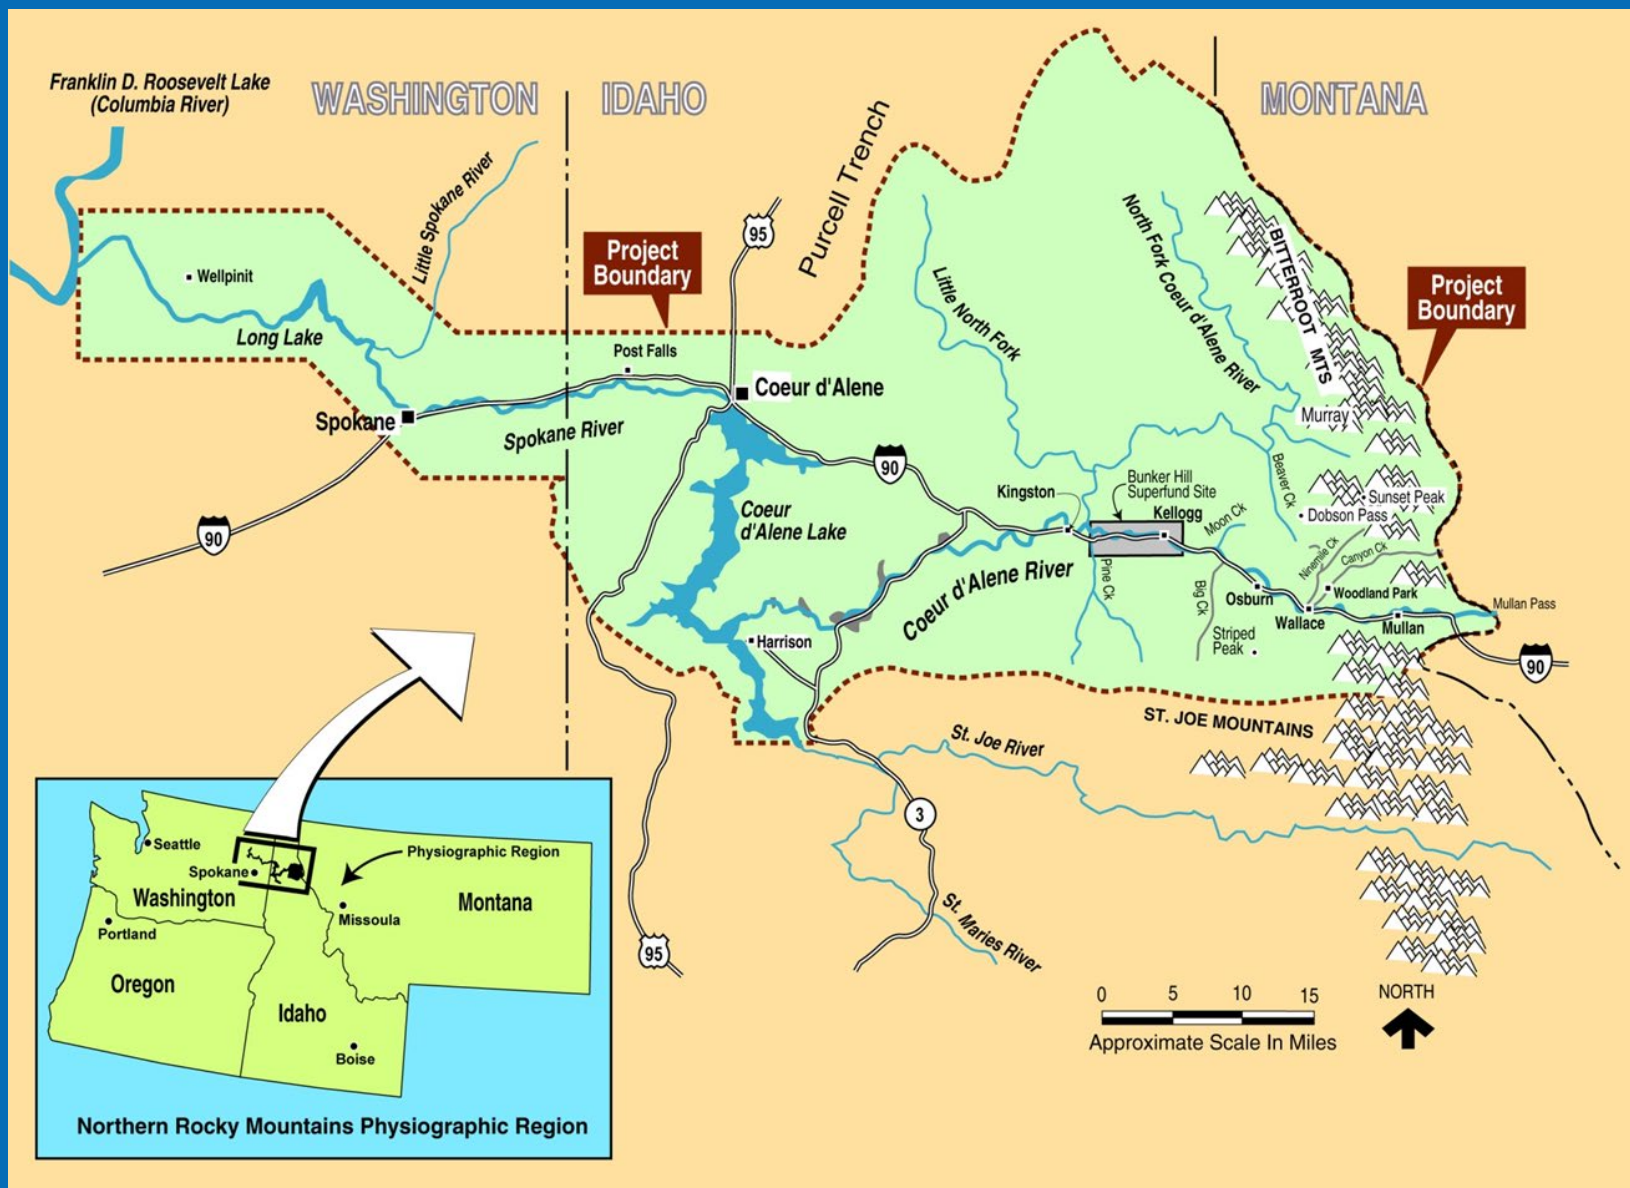 Franklin D. Roosevelt Lake
(Columbia River)
WASHINGTON
IDAHO
MONTANA
Little Spokane River
Purcell Trench
95
Project
Boundary
Wellpinit
Long Lake
Little North Fork
North Fork Coeur d'Alene River
BITTERROOT MTS
Project
Boundary
Post Falls
Coeur d'Alene
Spokane
Spokane River
Murray
90
90
Kingston
Bunker Hill
Superfund Site
Kellogg
Moon Ck
Beaver Ck
Sunset Peak
Dobson Pass
Coeur
d'Alene Lake
Ninemile Ck
Canyon Ck
Coeur d'Alene River
Pine Ck
Big Ck
Osburn
Woodland Park
Wallace
Mullan
Mullan Pass
Harrison
Striped
Peak
90
ST. JOE MOUNTAINS
St. Joe River
3
St. Maries River
95
Seattle
Spokane
Physiographic Region
Washington
Montana
Missoula
Portland
Oregon
Idaho
Boise
Northern Rocky Mountains Physiographic Region
0 5 10 15
Approximate Scale In Miles
NORTH